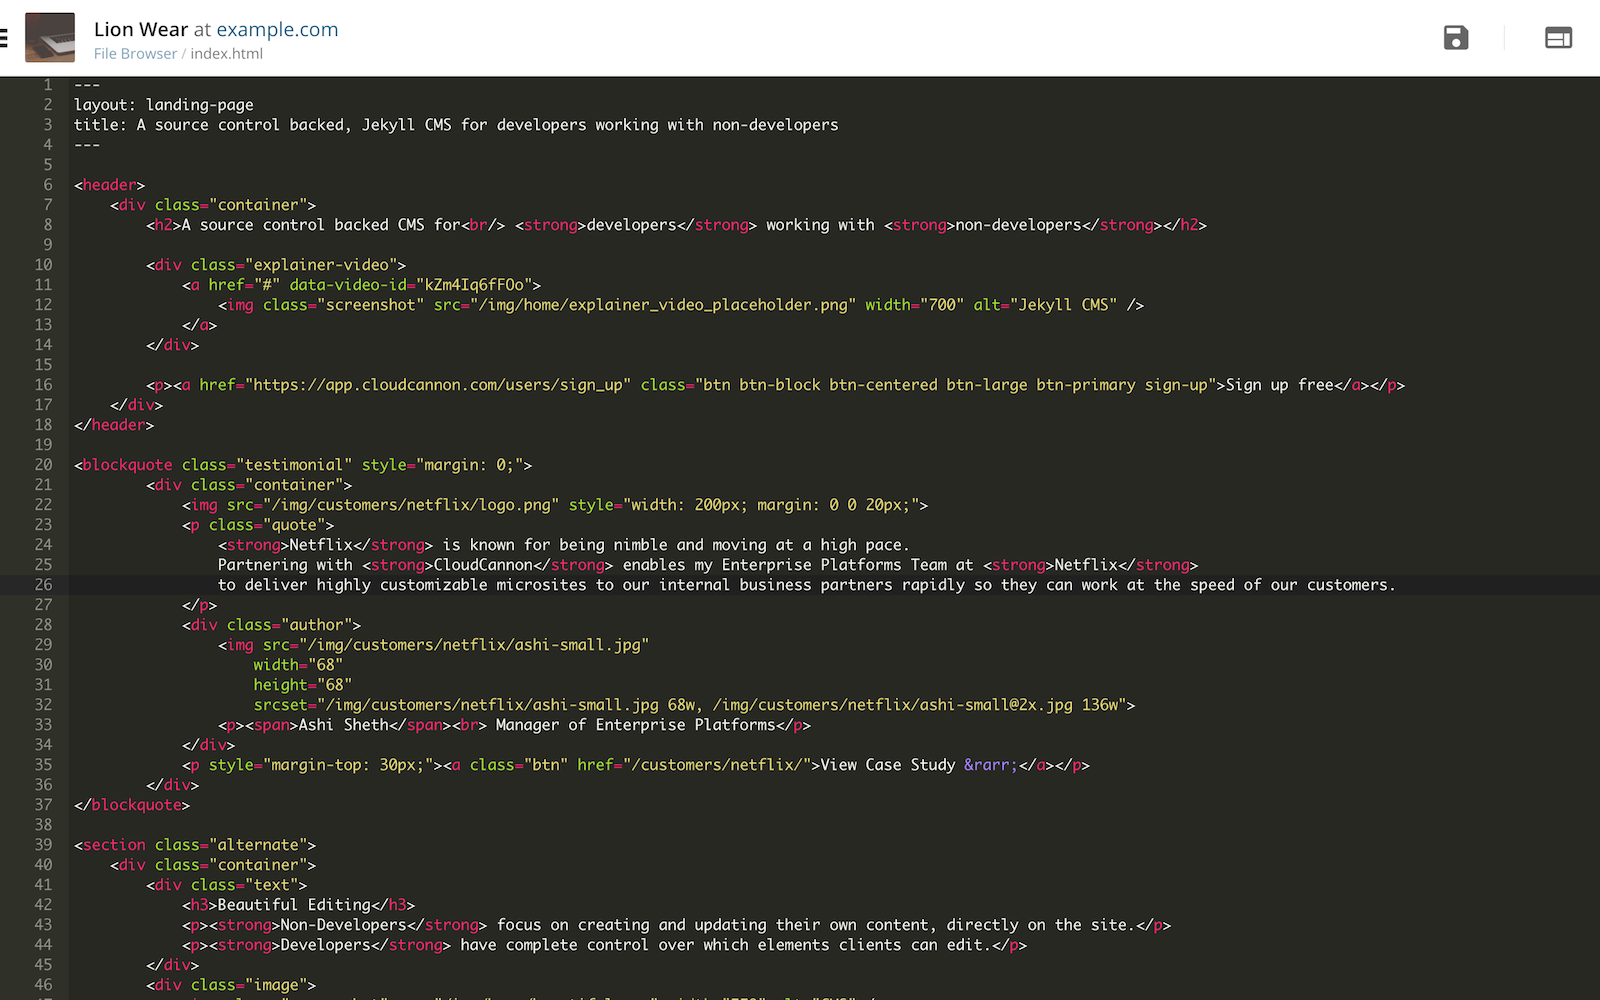 Lion Wear at example.com
File Browser / index.html
1 ---
2 layout: landing-page
3 title: A source control backed, Jekyll CMS for developers working with non-developers
4 ---
5
6 <header>
7 <div class="container">
8 <h2>A source control backed CMS for<br/> <strong>developers</strong> working with <strong>non-developers</strong></h2>
9
10 <div class="explainer-video">
11 <a href="#" data-video-id="kZm4Iq6fFOo">
12 <img class="screenshot" src="/img/home/explainer_video_placeholder.png" width="700" alt="Jekyll CMS" />
13 </a>
14 </div>
15
16 <p><a href="https://app.cloudcannon.com/users/sign_up" class="btn btn-block btn-centered btn-large btn-primary sign-up">Sign up free</a></p>
17 </div>
18 </header>
19
20 <blockquote class="testimonial" style="margin: 0;">
21 <div class="container">
22 <img src="/img/customers/netflix/logo.png" style="width: 200px; margin: 0 0 20px;">
23 <p class="quote">
24 <strong>Netflix</strong> is known for being nimble and moving at a high pace.
25 Partnering with <strong>CloudCannon</strong> enables my Enterprise Platforms Team at <strong>Netflix</strong>
26 to deliver highly customizable microsites to our internal business partners rapidly so they can work at the speed of our customers.
27 </p>
28 <div class="author">
29 <img src="/img/customers/netflix/ashi-small.jpg"
30 width="68"
31 height="68"
32 srcset="/img/customers/netflix/ashi-small.jpg 68w, /img/customers/netflix/ashi-small@2x.jpg 136w">
33 <p><span>Ashi Sheth</span><br> Manager of Enterprise Platforms</p>
34 </div>
35 <p style="margin-top: 30px;"><a class="btn" href="/customers/netflix/">View Case Study &rarr;</a></p>
36 </div>
37 </blockquote>
38
39 <section class="alternate">
40 <div class="container">
41 <div class="text">
42 <h3>Beautiful Editing</h3>
43 <p><strong>Non-Developers</strong> focus on creating and updating their own content, directly on the site.</p>
44 <p><strong>Developers</strong> have complete control over which elements clients can edit.</p>
45 </div>
46 <div class="image">